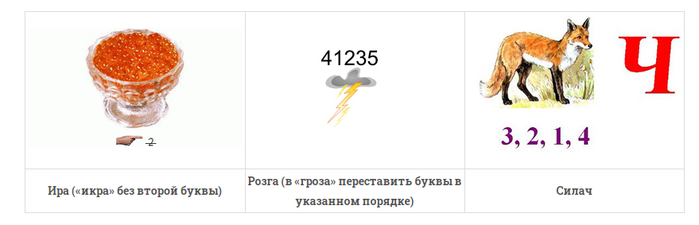 2
41235
Ч
3, 2, 1, 4
Ира («икра» без второй буквы)
Розга (в «гроза» переставить буквы в
указанном порядке)
Силач